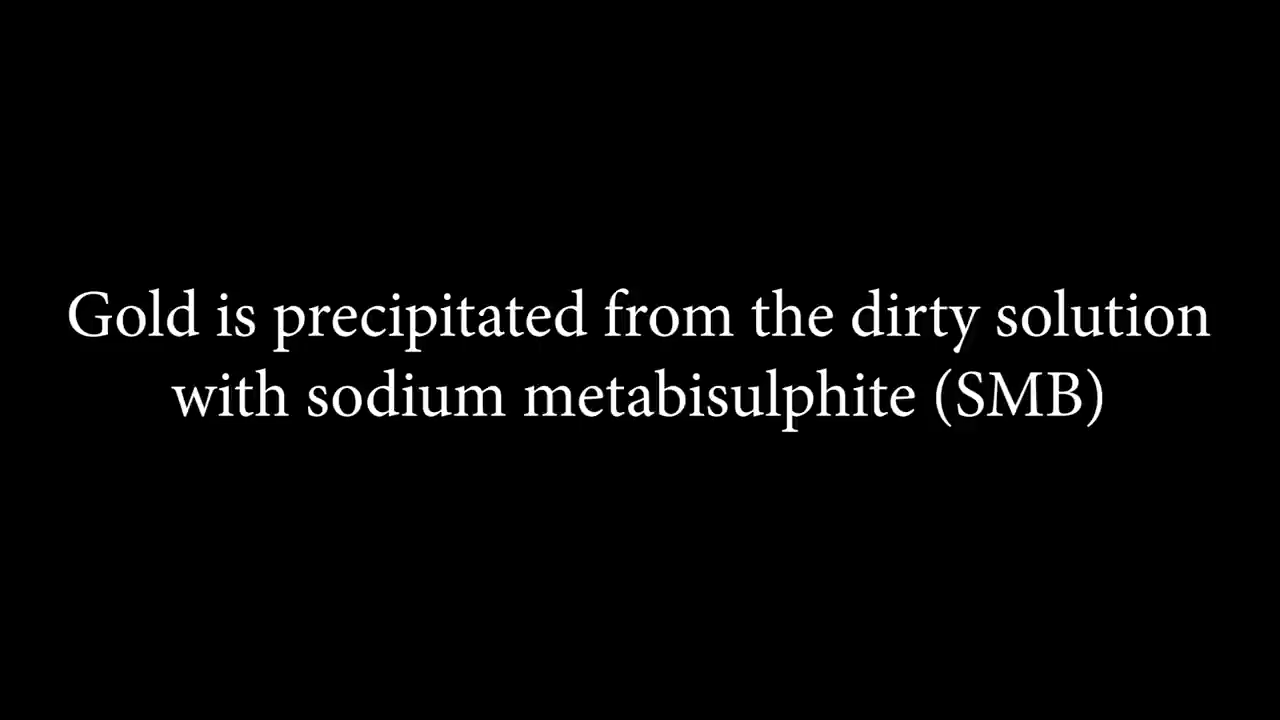 Gold is precipitated from the dirty solution
with sodium metabisulphite (SMB)